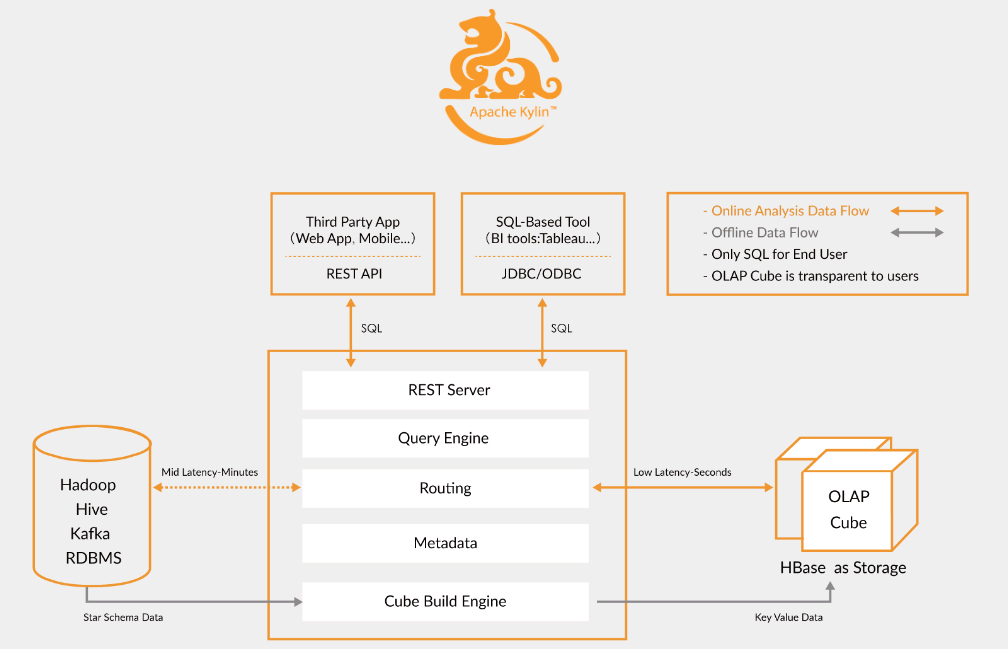 Apache Kylin™
Third Party App
(Web App, Mobile...)
REST API
SQL-Based Tool
(BI tools:Tableau...)
JDBC/ODBC
- Online Analysis Data Flow
- Offline Data Flow
- Only SQL for End User
- OLAP Cube is transparent to users
SQL
SQL
REST Server
Query Engine
Routing
Metadata
Cube Build Engine
Hadoop
Hive
Kafka
RDBMS
Mid Latency-Minutes
Low Latency-Seconds
OLAP
Cube
HBase as Storage
Star Schema Data
Key Value Data